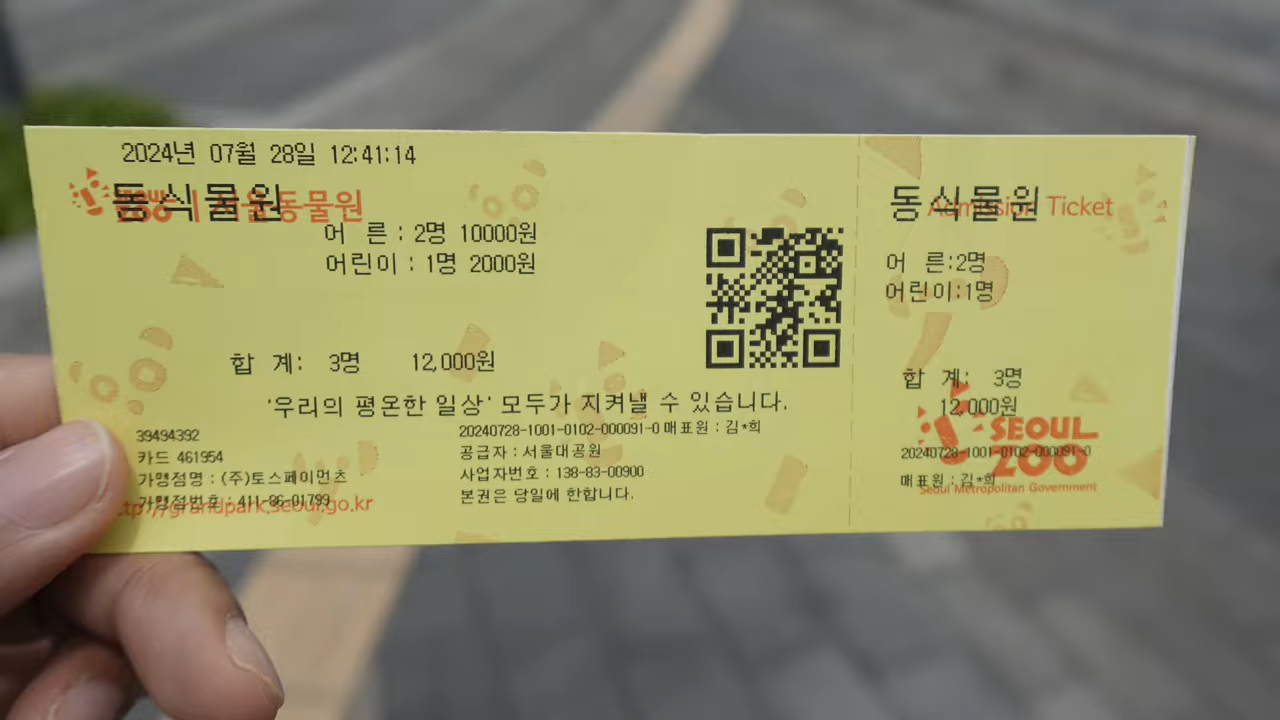 2024년 07월 28일 12:41:14
동식물원
서울동물원
어 른 : 2명 10000원
어린이 : 1명 2000원
합 계: 3명 12,000원
'우리의 평온한 일상' 모두가 지켜낼 수 있습니다.
39494392
카드 461954
가맹점명 : (주)토스페이먼츠
가맹점번호 : 411-86-01799
http://grandpark.seoul.go.kr
20240728-1001-0102-000091-0 매표원 : 김*희
공급자 : 서울대공원
사업자번호 : 138-83-00900
본권은 당일에 한합니다.
동식물원
Admission Ticket
어 른:2명
어린이:1명
합 계: 3명
12,000원
SEOUL
ZOO
20240728-1001-0102-000091-0
매표원 : 김*희
Seoul Metropolitan Government